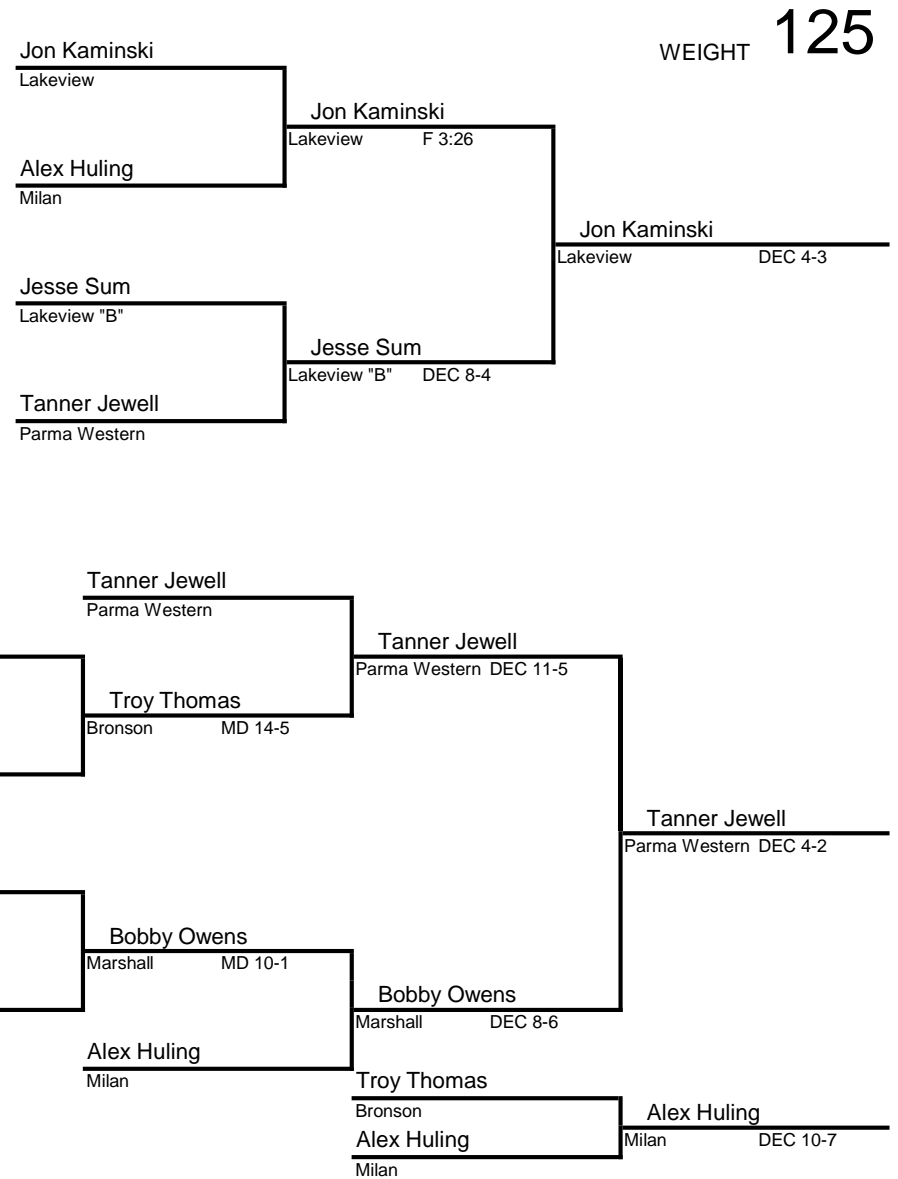 WEIGHT 125
Jon Kaminski
Lakeview
Jon Kaminski
Lakeview F 3:26
Alex Huling
Milan
Jon Kaminski
Lakeview DEC 4-3
Jesse Sum
Lakeview "B"
Jesse Sum
Lakeview "B" DEC 8-4
Tanner Jewell
Parma Western
Tanner Jewell
Parma Western
Tanner Jewell
Parma Western DEC 11-5
Troy Thomas
Bronson MD 14-5
Tanner Jewell
Parma Western DEC 4-2
Bobby Owens
Marshall MD 10-1
Bobby Owens
Marshall DEC 8-6
Alex Huling
Milan
Troy Thomas
Bronson
Alex Huling
Milan DEC 10-7
Alex Huling
Milan